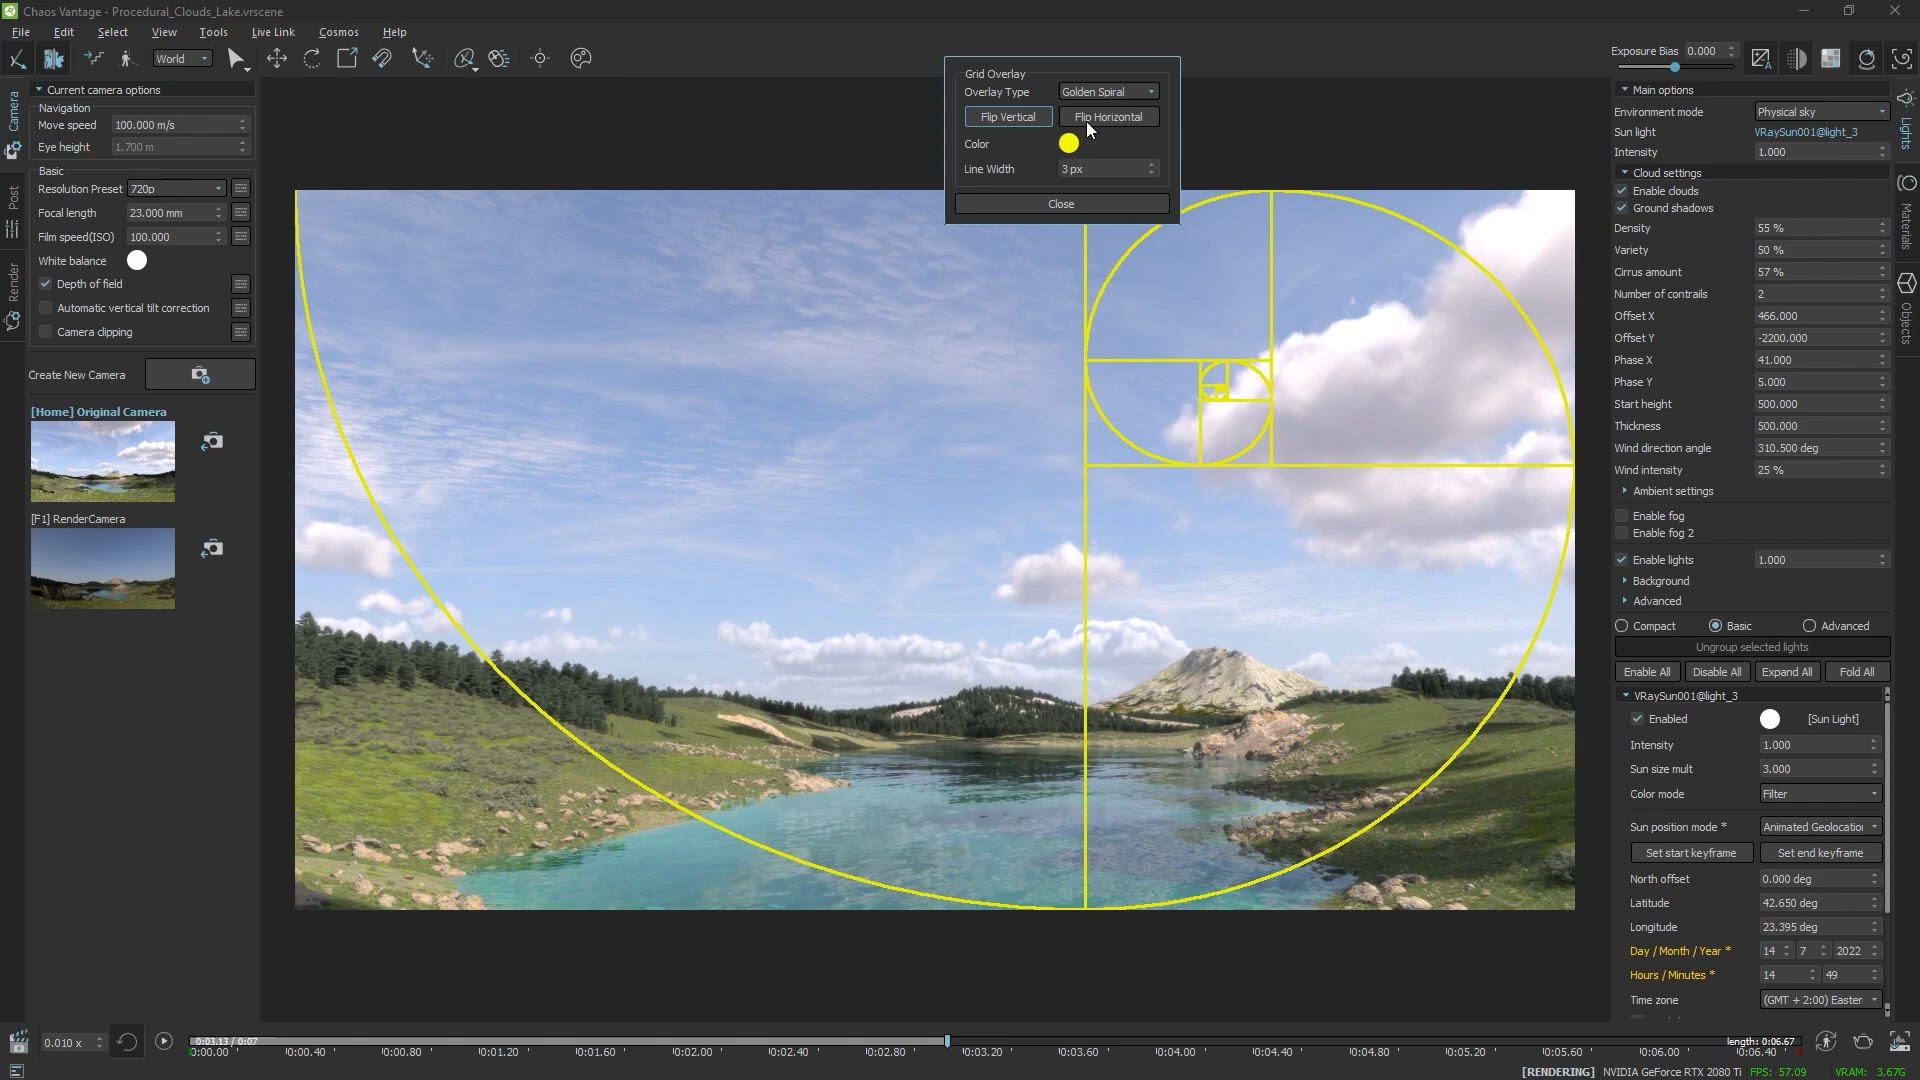 Chaos Vantage - Procedural_Clouds_Lake.vrscene
File Edit Select View Tools Live Link Cosmos Help
World
Exposure Bias 0.000
Camera
Post
Render
Current camera options
Navigation
Move speed 100.000 m/s
Eye height 1.700 m
Basic
Resolution Preset 720p
Focal length 23.000 mm
Film speed(ISO) 100.000
White balance
Depth of field
Automatic vertical tilt correction
Camera clipping
Create New Camera
[Home] Original Camera
[F1] RenderCamera
Grid Overlay
Overlay Type Golden Spiral
Flip Vertical Flip Horizontal
Color
Line Width 3 px
Close
Main options
Environment mode Physical sky
Sun light VRaySun001@light_3
Intensity 1.000
Cloud settings
Enable clouds
Ground shadows
Density 55 %
Variety 50 %
Cirrus amount 57 %
Number of contrails 2
Offset X 466.000
Offset Y -2200.000
Phase X 41.000
Phase Y 5.000
Start height 500.000
Thickness 500.000
Wind direction angle 310.500 deg
Wind intensity 25 %
Ambient settings
Enable fog
Enable fog 2
Enable lights 1.000
Background
Advanced
Compact Basic Advanced
Ungroup selected lights
Enable All Disable All Expand All Fold All
VRaySun001@light_3
Enabled [Sun Light]
Intensity 1.000
Sun size mult 3.000
Color mode Filter
Sun position mode * Animated Geolocation
Set start keyframe Set end keyframe
North offset 0.000 deg
Latitude 42.650 deg
Longitude 23.395 deg
Day / Month / Year * 14 7 2022
Hours / Minutes * 14 49
Time zone (GMT + 2:00) Easter
Lights
Materials
Objects
0.010 x
0:03.13 / 0:07
length: 0:06.67
0:00.00 0:00.40 0:00.80 0:01.20 0:01.60 0:02.00 0:02.40 0:02.80 0:03.20 0:03.60 0:04.00 0:04.40 0:04.80 0:05.20 0:05.60 0:06.00 0:06.40
[RENDERING] NVIDIA GeForce RTX 2080 Ti FPS: 57.09 VRAM: 3.67G